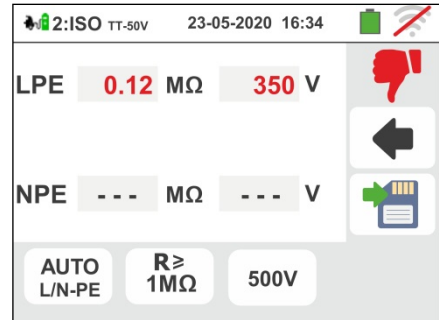 2:ISO TT-50V 23-05-2020 16:34
LPE 0.12 MΩ 350 V
NPE - - - MΩ - - - V
AUTO
L/N-PE
R≥
1MΩ
500V